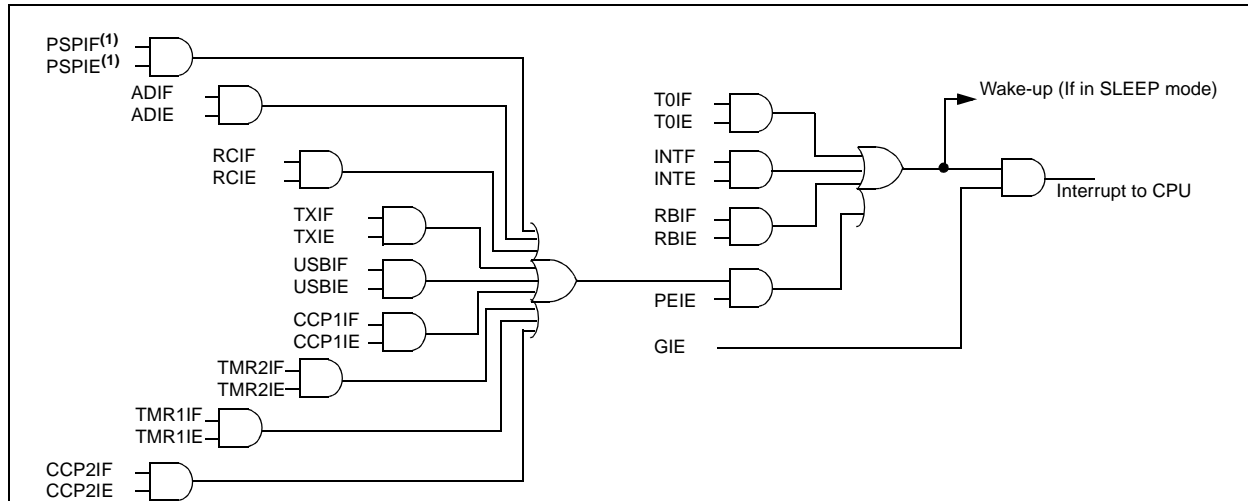 PSPIF(1)
PSPIE(1)
ADIF
ADIE
RCIF
RCIE
TXIF
TXIE
USBIF
USBIE
CCP1IF
CCP1IE
TMR2IF
TMR2IE
TMR1IF
TMR1IE
CCP2IF
CCP2IE
T0IF
T0IE
INTF
INTE
RBIF
RBIE
PEIE
GIE
Wake-up (If in SLEEP mode)
Interrupt to CPU